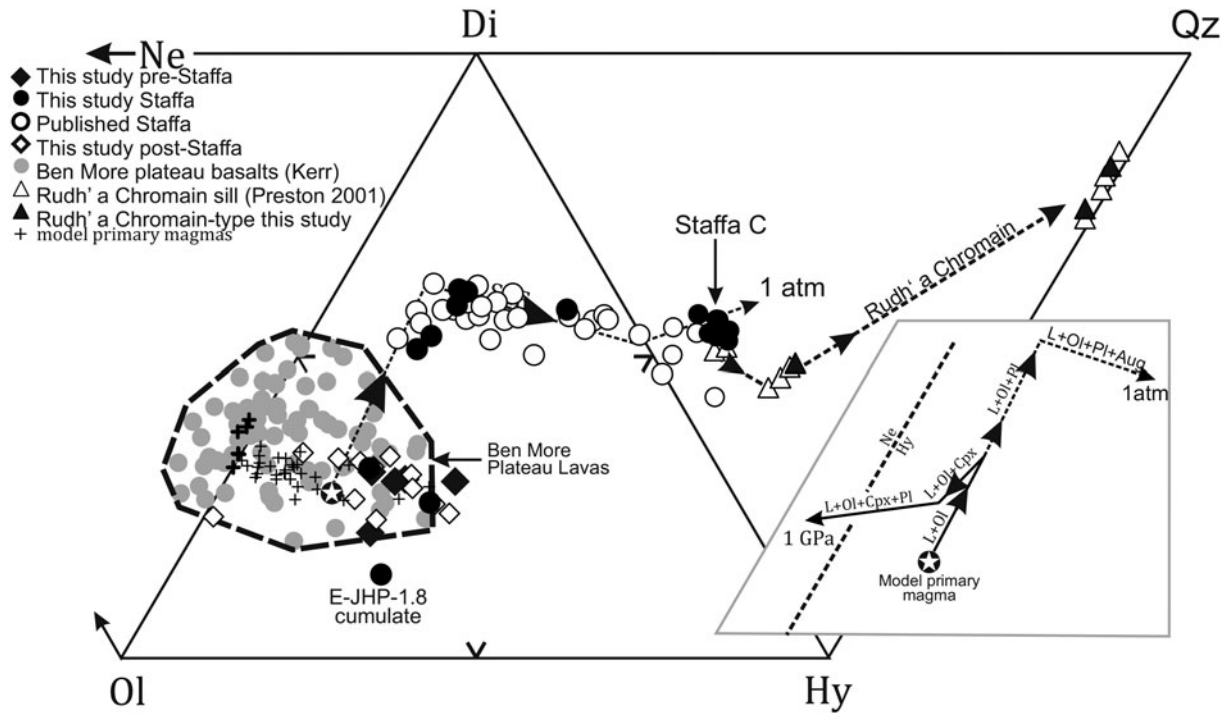 Di
Qz
Ne
This study pre-Staffa
This study Staffa
Published Staffa
This study post-Staffa
Ben More plateau basalts (Kerr)
Rudh' a Chromain sill (Preston 2001)
Rudh' a Chromain-type this study
model primary magmas
Staffa C
1 atm
Rudh' a Chromain
Ben More
Plateau Lavas
E-JHP-1.8
cumulate
L+Ol+Pl+Aug
1atm
L+Ol+Pl
Ne
Hy
L+Ol+Cpx
L+Ol+Cpx+Pl
1 GPa
L+Ol
Model primary
magma
Ol
Hy